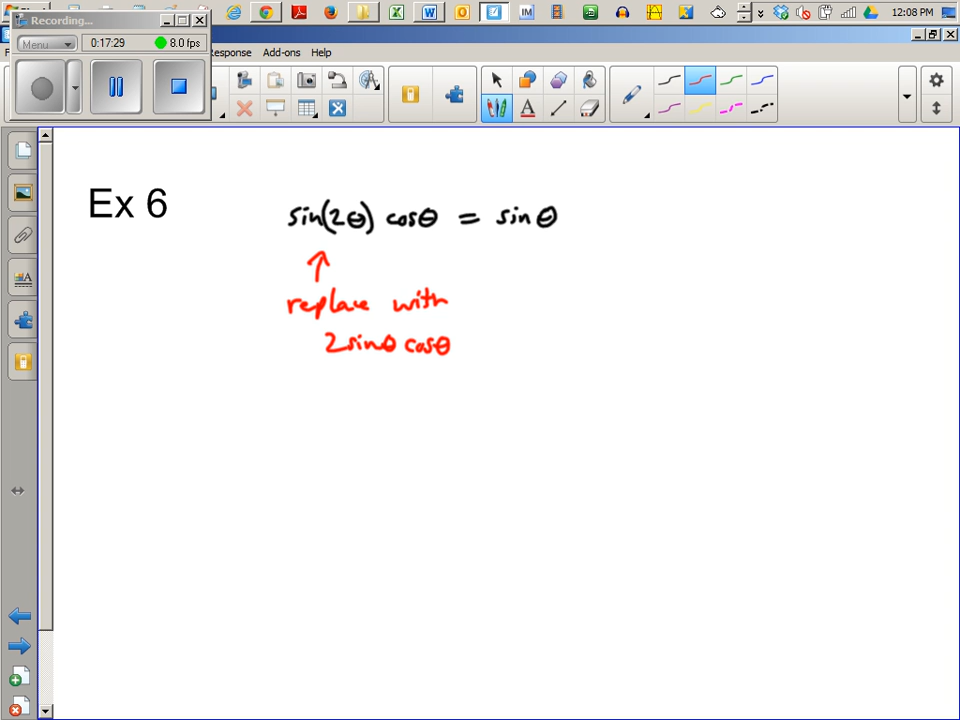 Recording...
Menu
0:17:29
8.0 fps
12:08 PM
Response Add-ons Help
Ex 6
sin(2θ) cosθ = sinθ
↑
replace with
2sinθ cosθ